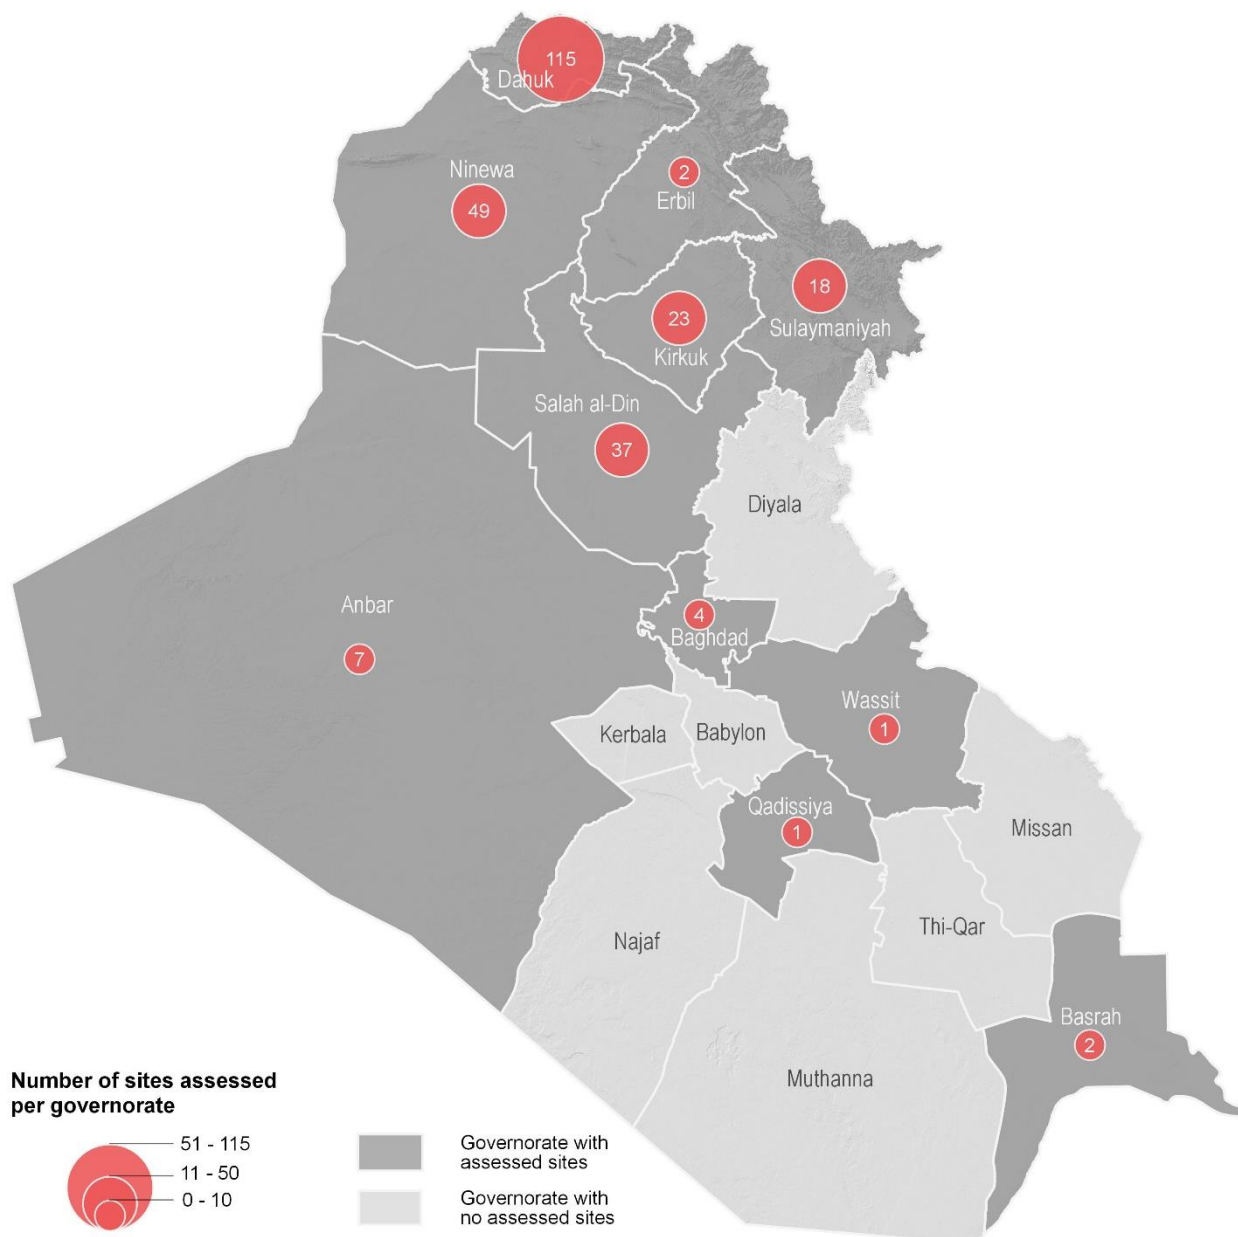 115
Dahuk
Ninewa
49
2
Erbil
18
Sulaymaniyah
23
Kirkuk
Salah al-Din
37
Diyala
Anbar
7
4
Baghdad
Wassit
1
Kerbala
Babylon
Qadissiya
1
Missan
Najaf
Thi-Qar
Muthanna
Basrah
2
Number of sites assessed
per governorate
51 - 115
11 - 50
0 - 10
Governorate with
assessed sites
Governorate with
no assessed sites